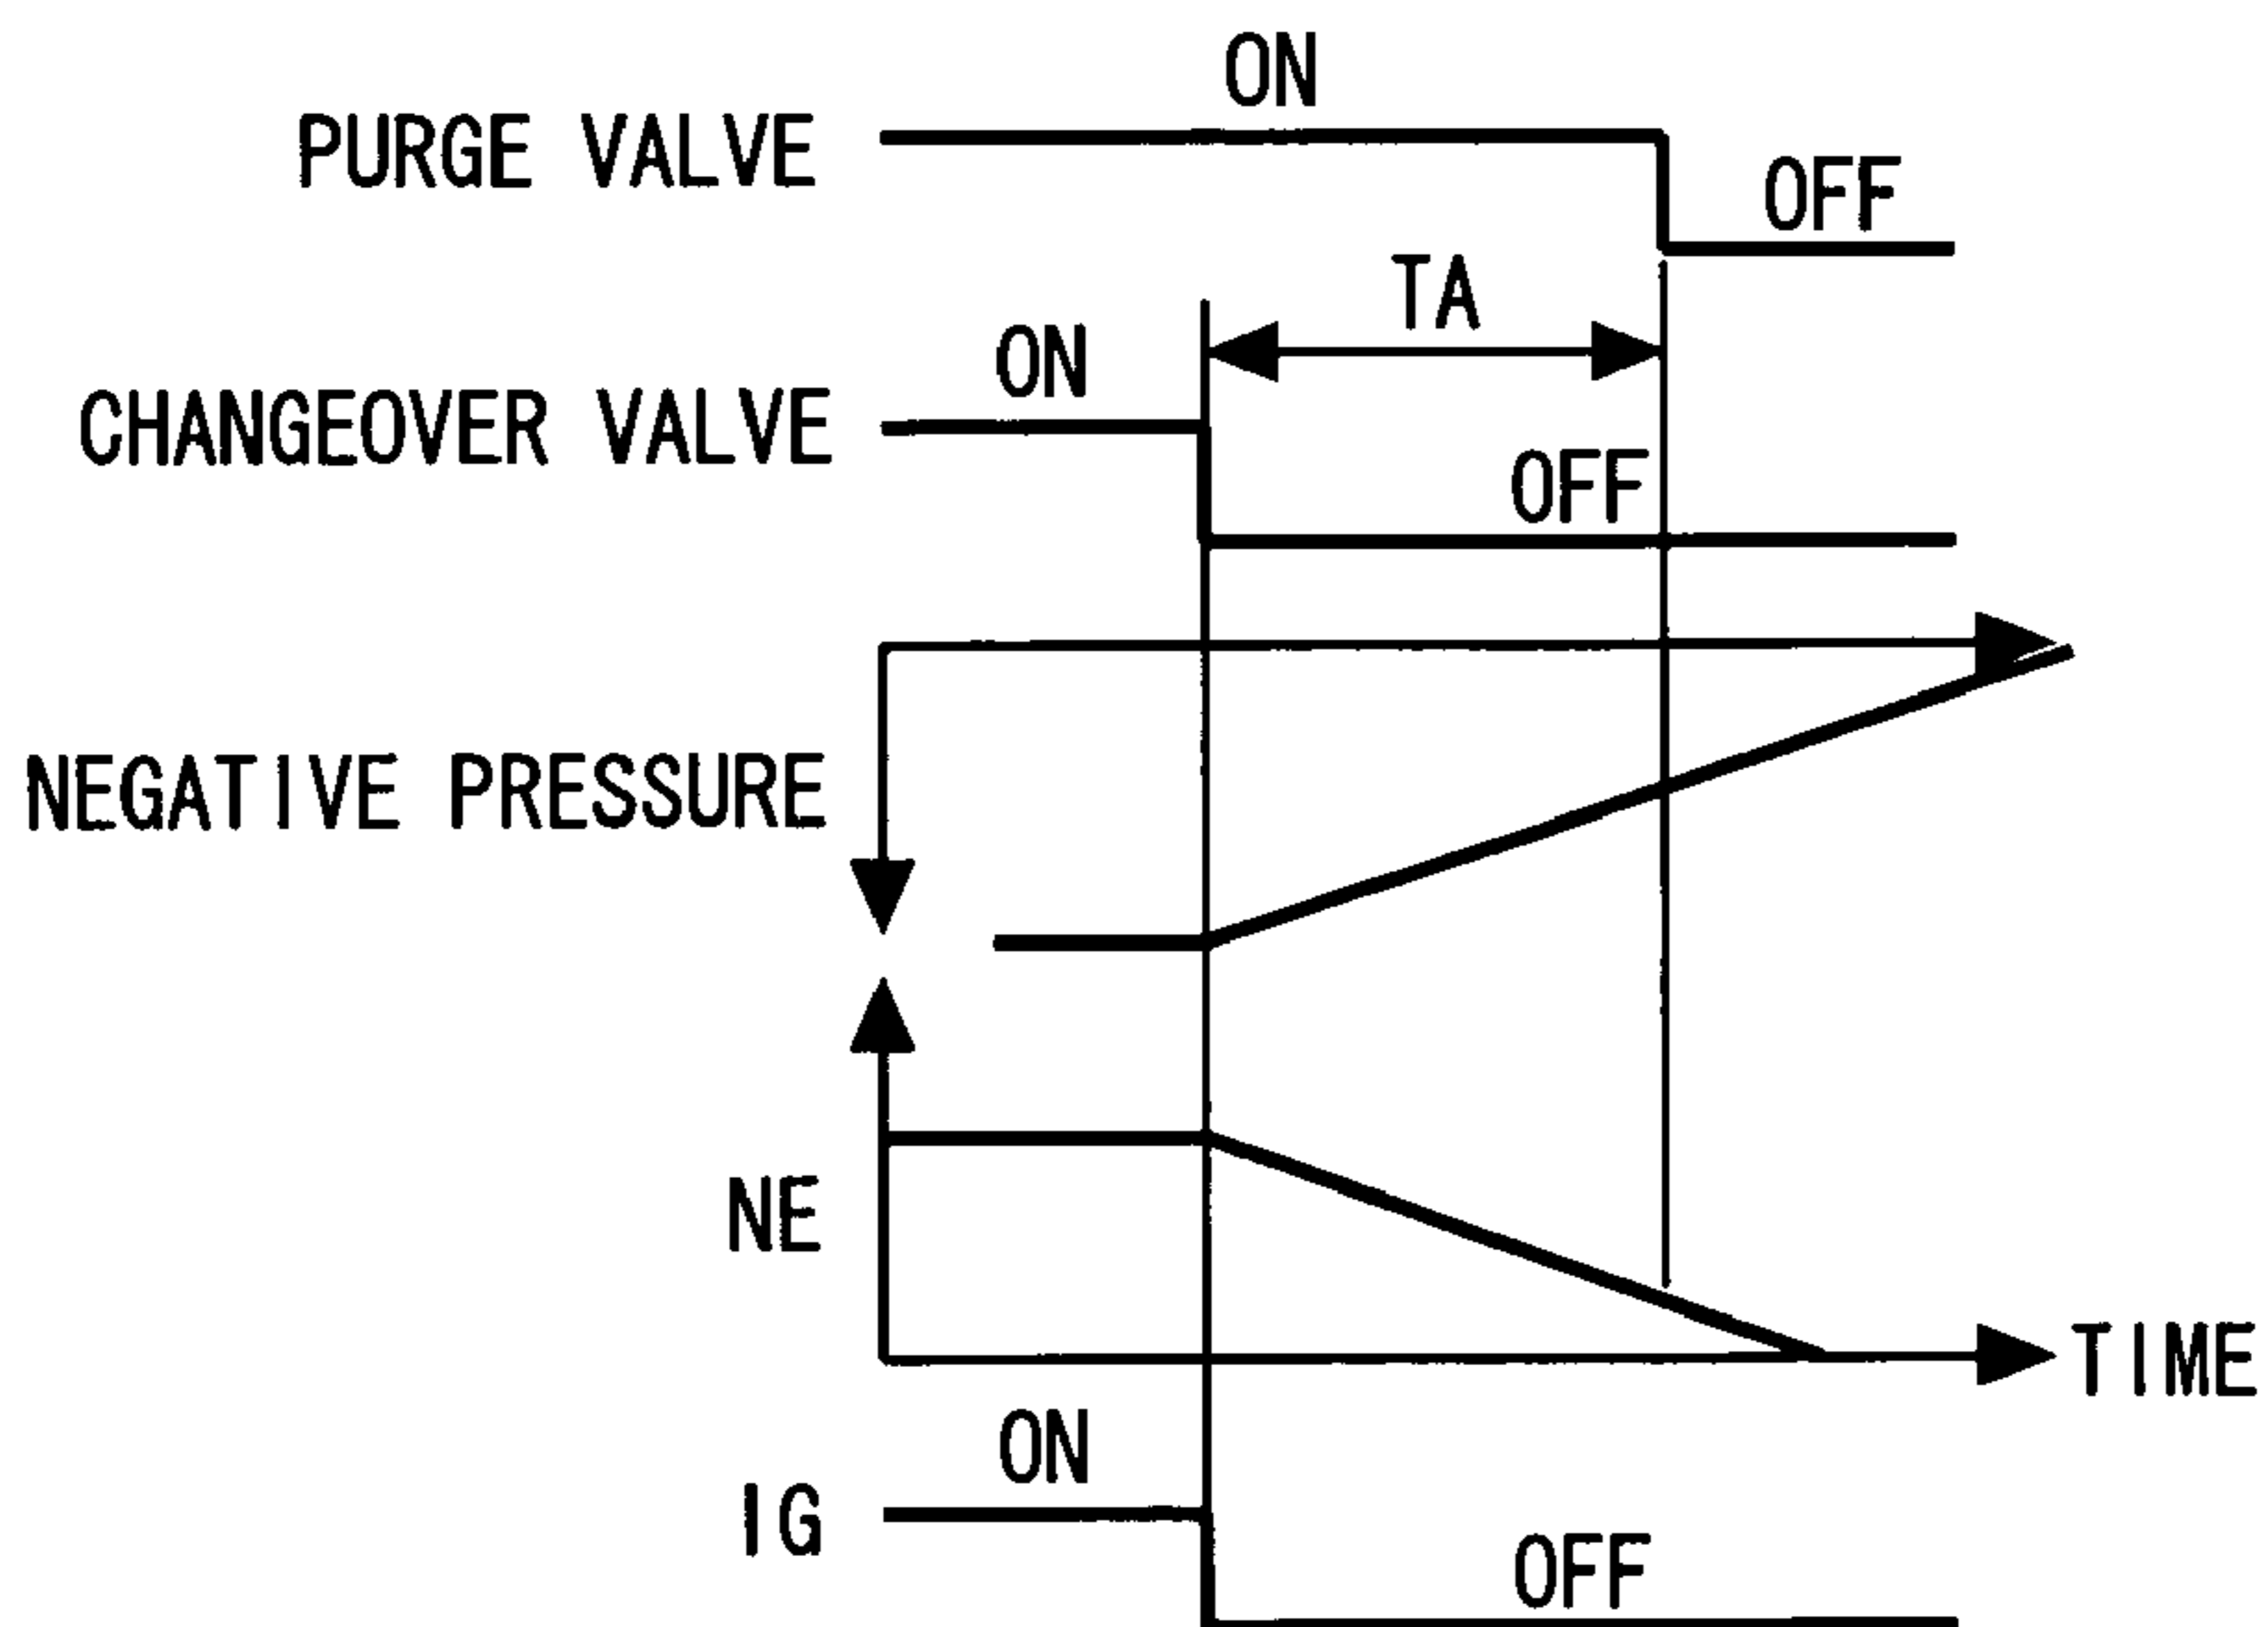 ON
PURGE VALVE
OFF
TA
ON
CHANGEOVER VALVE
OFF
NEGATIVE PRESSURE
NE
TIME
ON
IG
OFF